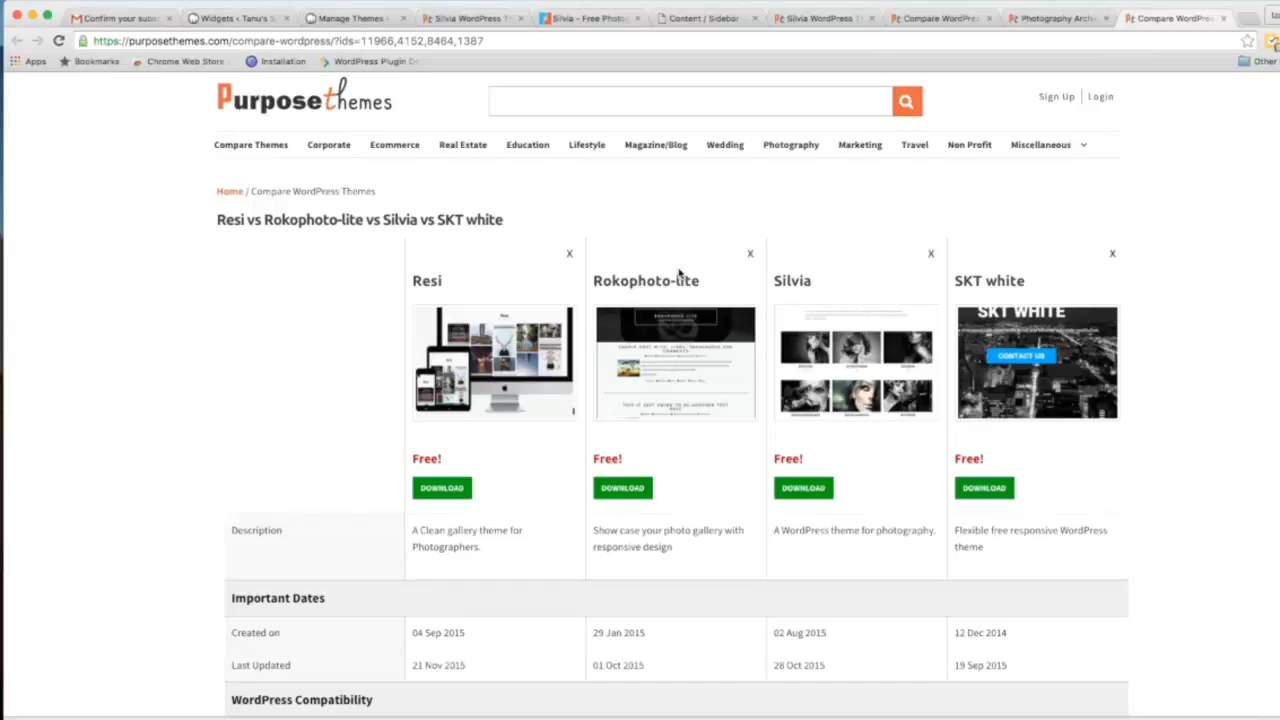 Confirm your subsc
Widgets ‹ Tanu's S
Manage Themes ‹
Silvia WordPress T
Silvia - Free Photo
Content / Sidebar
Silvia WordPress T
Compare WordPres
Photography Archi
Compare WordPres
https://purposethemes.com/compare-wordpress/?ids=11966,4152,8464,1387
Apps Bookmarks Chrome Web Store Installation WordPress Plugin De Other
Purposethemes
Sign Up Login
Compare Themes Corporate Ecommerce Real Estate Education Lifestyle Magazine/Blog Wedding Photography Marketing Travel Non Profit Miscellaneous
Home / Compare WordPress Themes
Resi vs Rokophoto-lite vs Silvia vs SKT white
X X X X
Resi Rokophoto-lite Silvia SKT white
SKT WHITE
CONTACT US
Free! Free! Free! Free!
DOWNLOAD DOWNLOAD DOWNLOAD DOWNLOAD
Description
A Clean gallery theme for
Photographers.
Show case your photo gallery with
responsive design
A WordPress theme for photography.
Flexible free responsive WordPress
theme
Important Dates
Created on 04 Sep 2015 29 Jan 2015 02 Aug 2015 12 Dec 2014
Last Updated 21 Nov 2015 01 Oct 2015 28 Oct 2015 19 Sep 2015
WordPress Compatibility